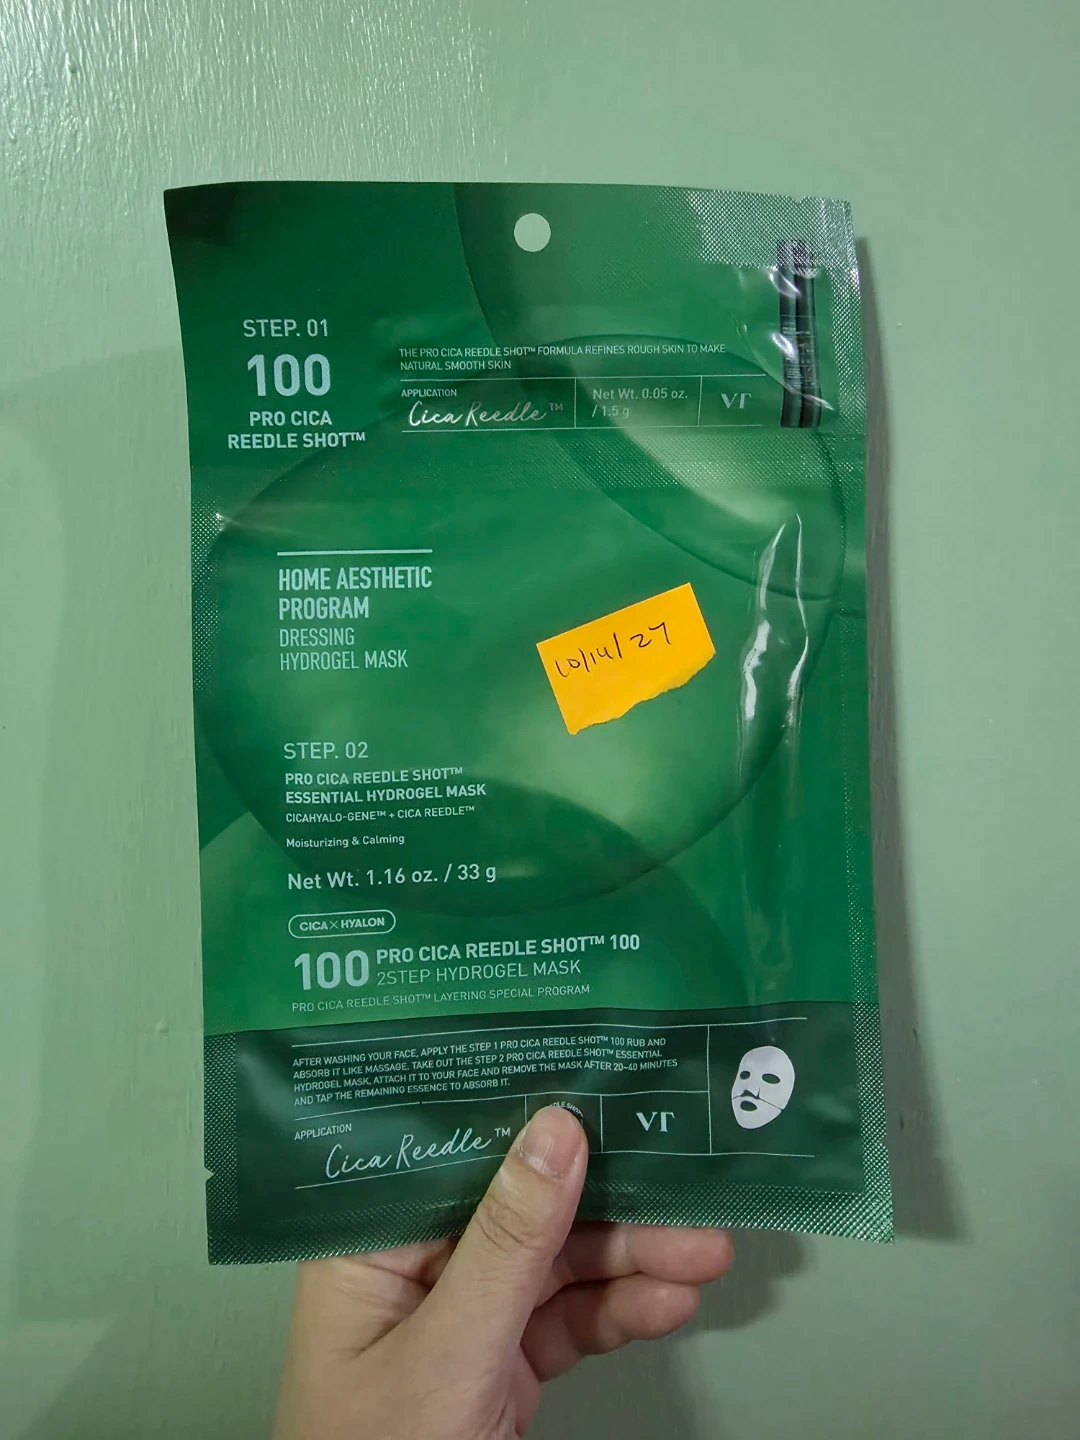 STEP. 01
100
PRO CICA
REEDLE SHOT™
THE PRO CICA REEDLE SHOT™ FORMULA REFINES ROUGH SKIN TO MAKE
NATURAL SMOOTH SKIN
APPLICATION
Cica Reedle™
Net Wt. 0.05 oz.
/ 1.5 g
VT
HOME AESTHETIC
PROGRAM
DRESSING
HYDROGEL MASK
10/14/27
STEP. 02
PRO CICA REEDLE SHOT™
ESSENTIAL HYDROGEL MASK
CICAHYALO-GENE™ + CICA REEDLE™
Moisturizing & Calming
Net Wt. 1.16 oz. / 33 g
CICA×HYALON
100 PRO CICA REEDLE SHOT™ 100
2STEP HYDROGEL MASK
PRO CICA REEDLE SHOT™ LAYERING SPECIAL PROGRAM
AFTER WASHING YOUR FACE, APPLY THE STEP 1 PRO CICA REEDLE SHOT™ 100 RUB AND
ABSORB IT LIKE MASSAGE. TAKE OUT THE STEP 2 PRO CICA REEDLE SHOT™ ESSENTIAL
HYDROGEL MASK, ATTACH IT TO YOUR FACE AND REMOVE THE MASK AFTER 20~40 MINUTES
AND TAP THE REMAINING ESSENCE TO ABSORB IT.
APPLICATION
Cica Reedle™
VT